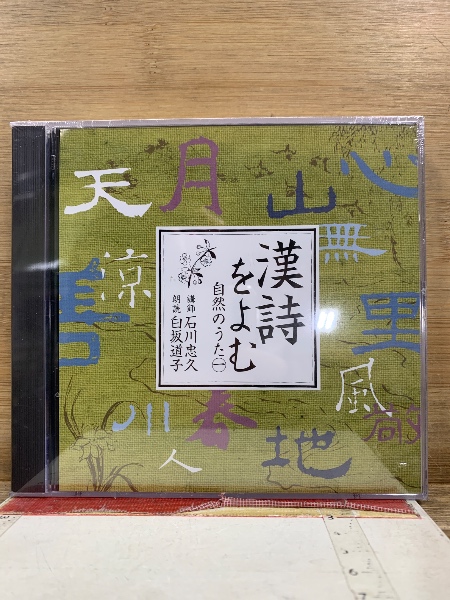 漢詩
をよむ
自然のうた㊀
講師 石川忠久
朗読 白坂道子
天
月
山
心
無
涼
里
風
川
春
地
人